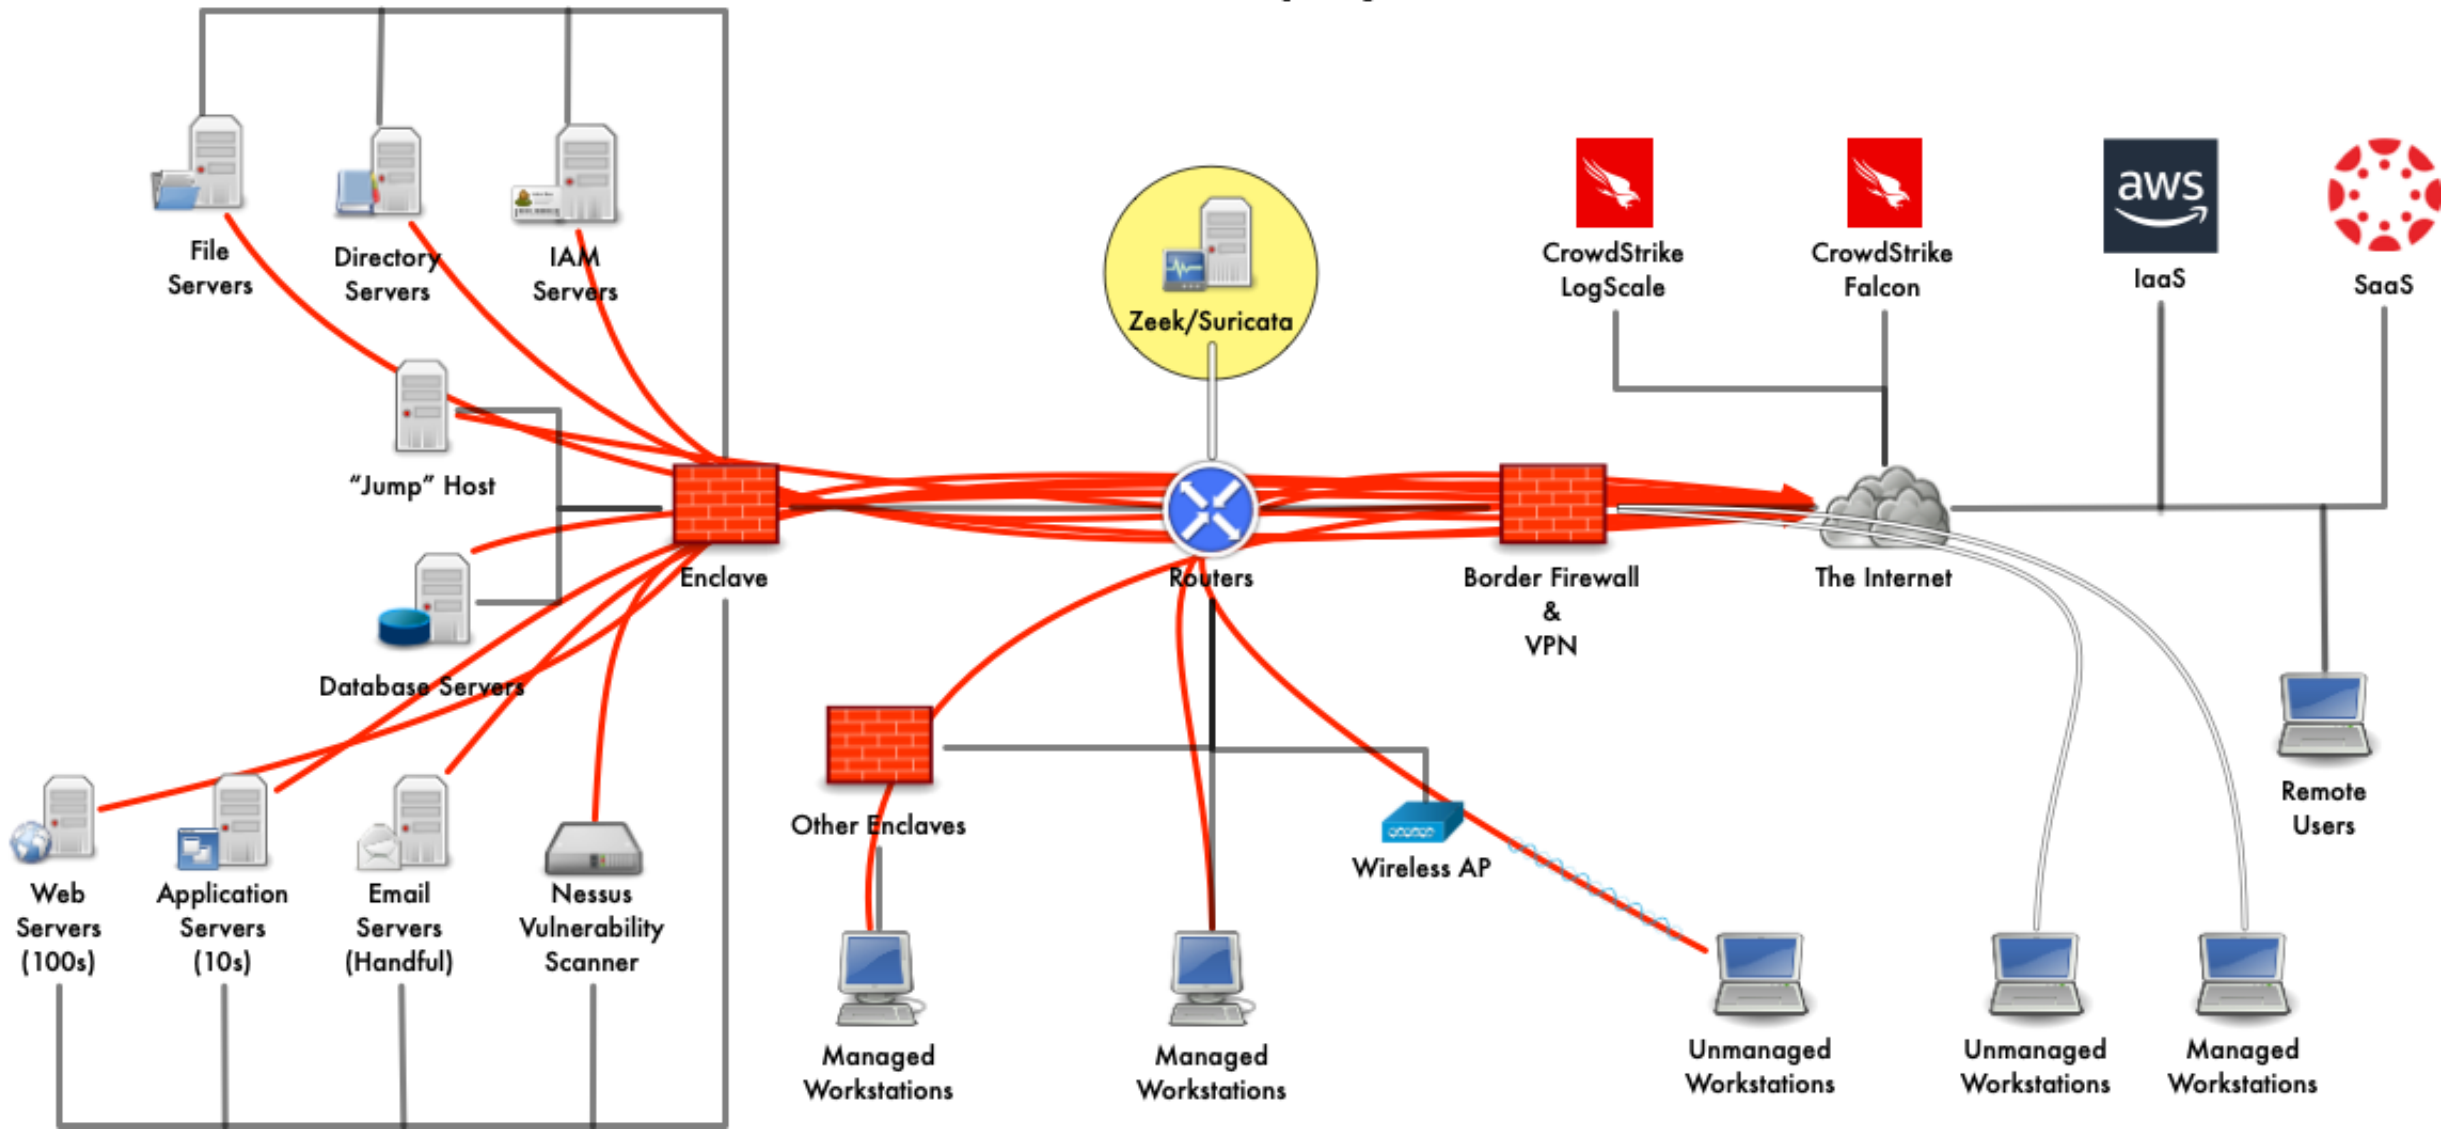 File
Servers
Directory
Servers
IAM
Servers
Zeek/Suricata
CrowdStrike
LogScale
CrowdStrike
Falcon
aws
IaaS
SaaS
“Jump” Host
Enclave
Routers
Border Firewall
&
VPN
The Internet
Database Servers
Other Enclaves
Wireless AP
Remote
Users
Web
Servers
(100s)
Application
Servers
(10s)
Email
Servers
(Handful)
Nessus
Vulnerability
Scanner
Managed
Workstations
Managed
Workstations
Unmanaged
Workstations
Unmanaged
Workstations
Managed
Workstations